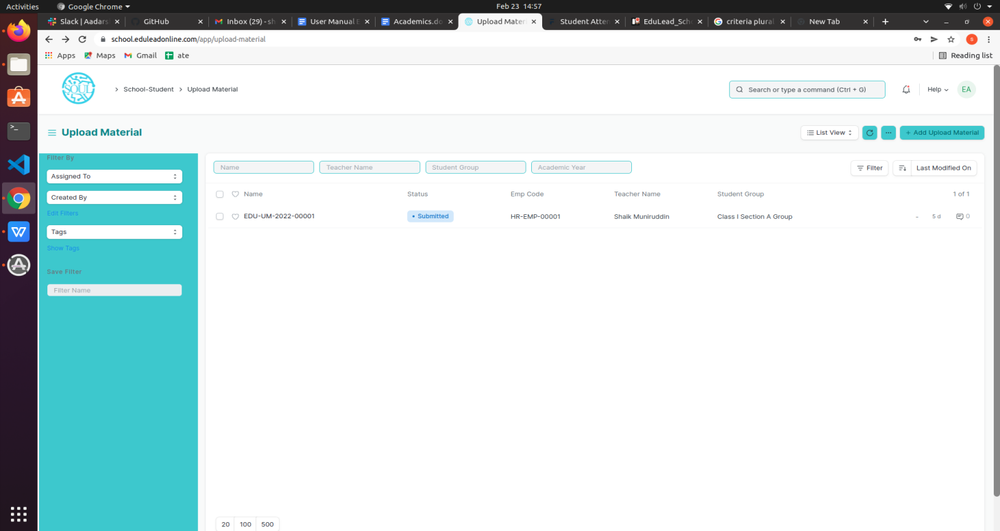 Activities Google Chrome Feb 23 14:57
Slack | Aadars GitHub Inbox (29) - sh User Manual E Academics.do Upload Mater Student Atten EduLead_Scho criteria plural New Tab
school.eduleadonline.com/app/upload-material
Apps Maps Gmail ate Reading list
SOUL School-Student Upload Material Search or type a command (Ctrl + G) Help EA
Upload Material List View + Add Upload Material
Filter By
Name Teacher Name Student Group Academic Year Filter Last Modified On
Assigned To
Name Status Emp Code Teacher Name Student Group 1 of 1
Created By
Edit Filters
EDU-UM-2022-00001 Submitted HR-EMP-00001 Shaik Muniruddin Class I Section A Group - 5 d 0
Tags
Show Tags
Save Filter
Filter Name
20 100 500